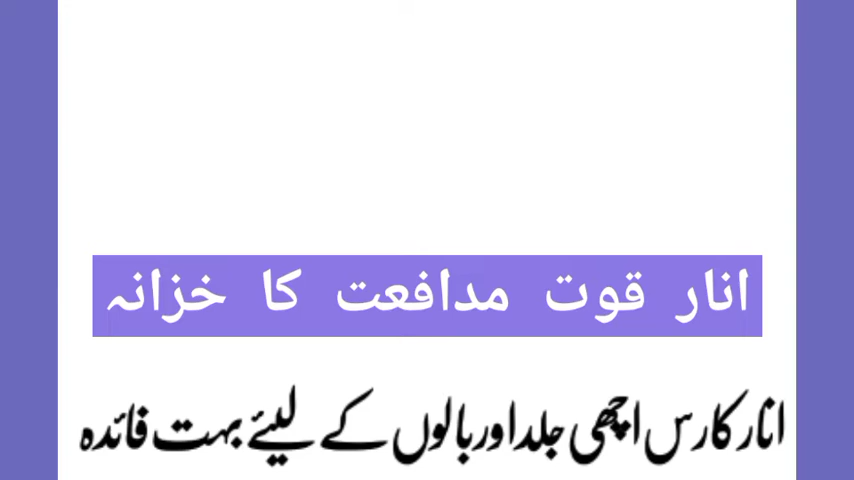 انار قوت مدافعت کا خزانہ
انار کا رس اچھی جلد اور بالوں کے لیئے بہت فائدہ